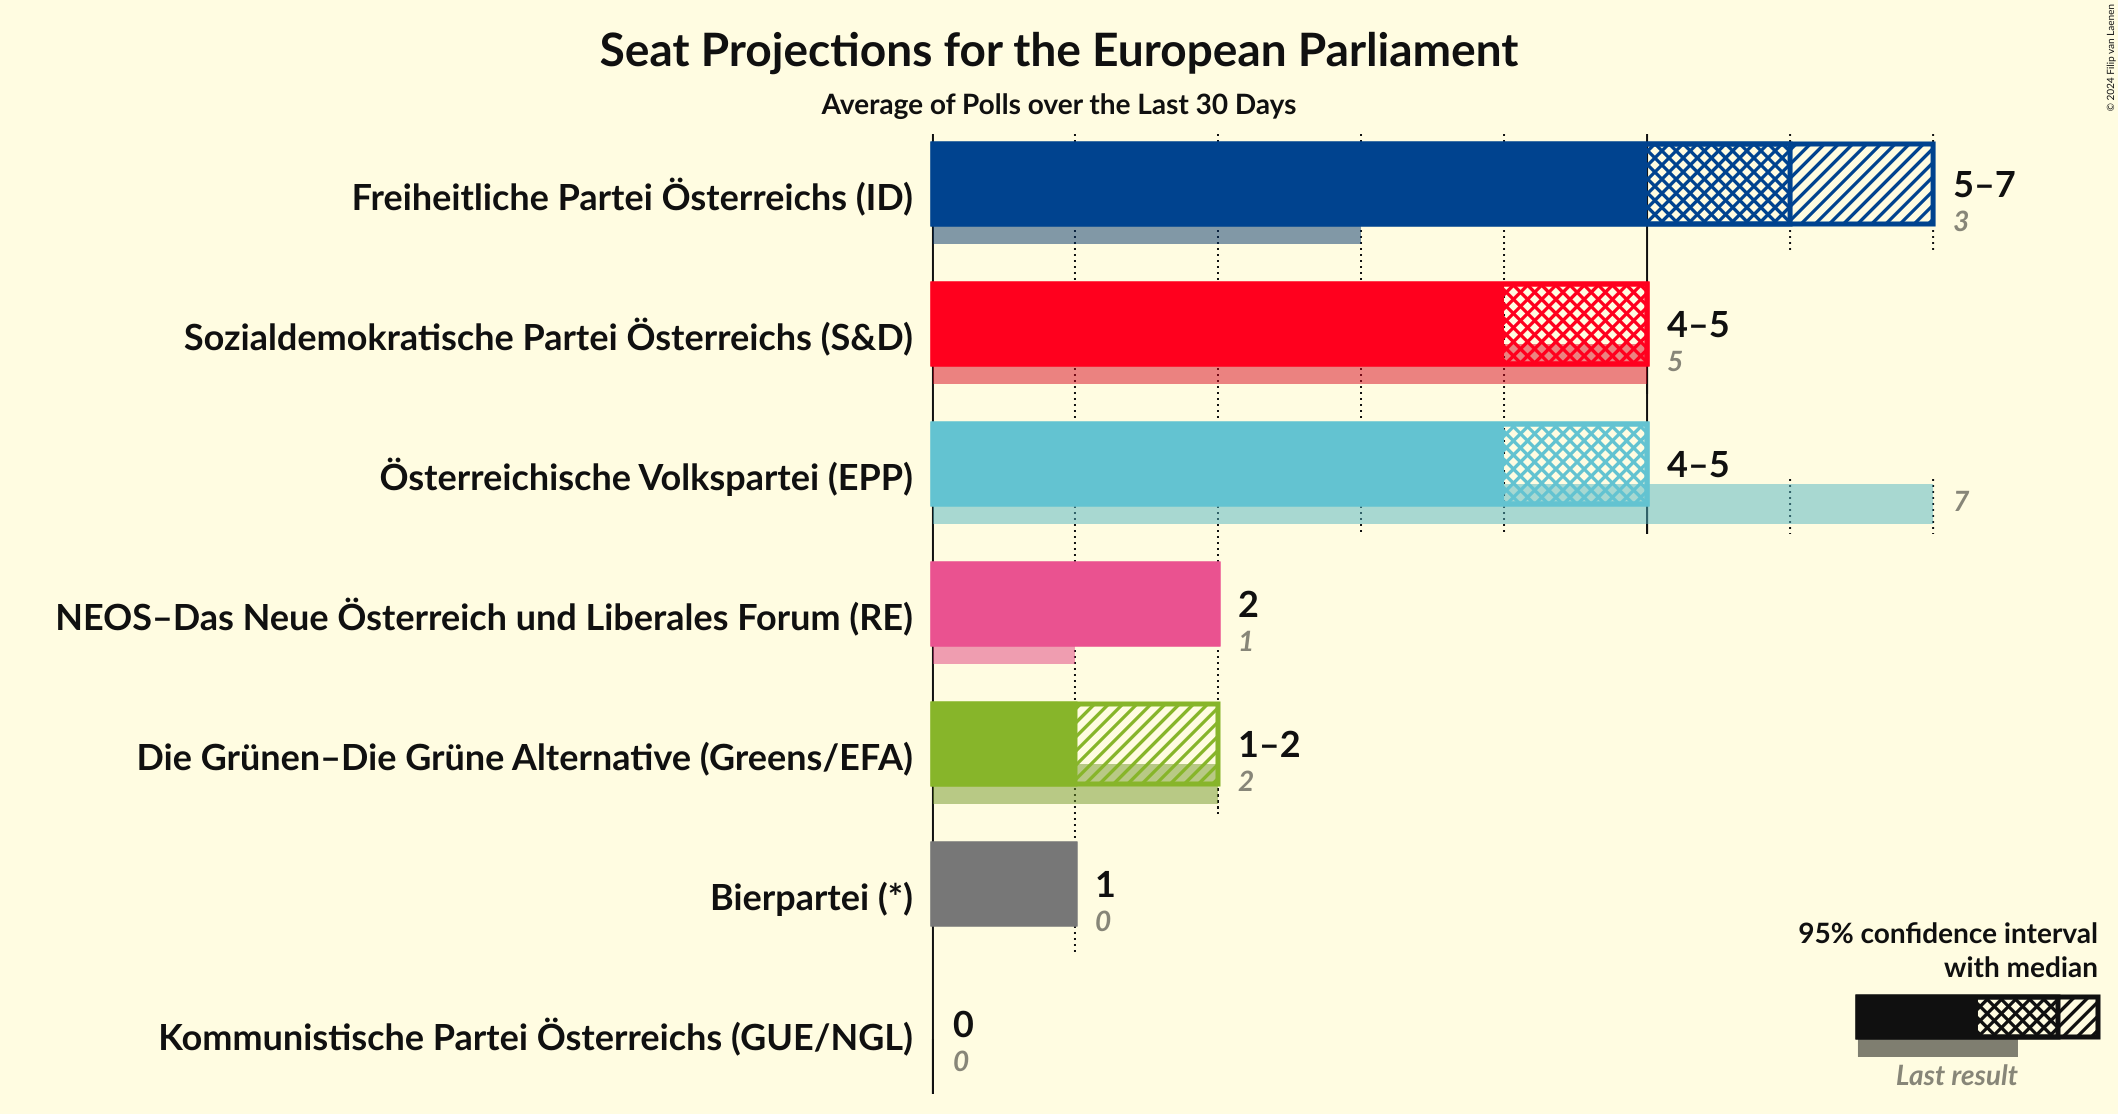 Seat Projections for the European Parliament
Average of Polls over the Last 30 Days
© 2024 Filip van Laenen
Freiheitliche Partei Österreichs (ID)
5–7
3
Sozialdemokratische Partei Österreichs (S&D)
4–5
5
Österreichische Volkspartei (EPP)
4–5
7
NEOS–Das Neue Österreich und Liberales Forum (RE)
2
1
Die Grünen–Die Grüne Alternative (Greens/EFA)
1–2
2
Bierpartei (*)
1
0
Kommunistische Partei Österreichs (GUE/NGL)
0
0
95% confidence interval
with median
Last result